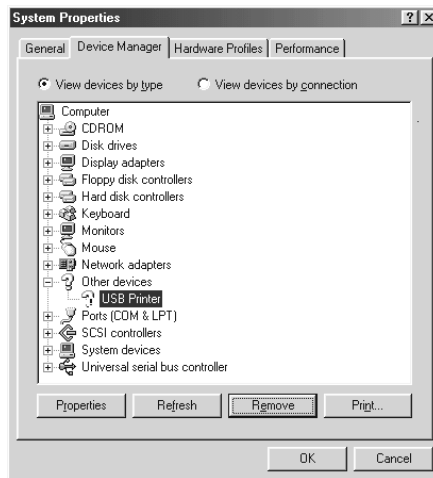 System Properties
General Device Manager Hardware Profiles Performance
View devices by type View devices by connection
Computer
CDROM
Disk drives
Display adapters
Floppy disk controllers
Hard disk controllers
Keyboard
Monitors
Mouse
Network adapters
Other devices
USB Printer
Ports (COM & LPT)
SCSI controllers
System devices
Universal serial bus controller
Properties Refresh Remove Print...
OK Cancel